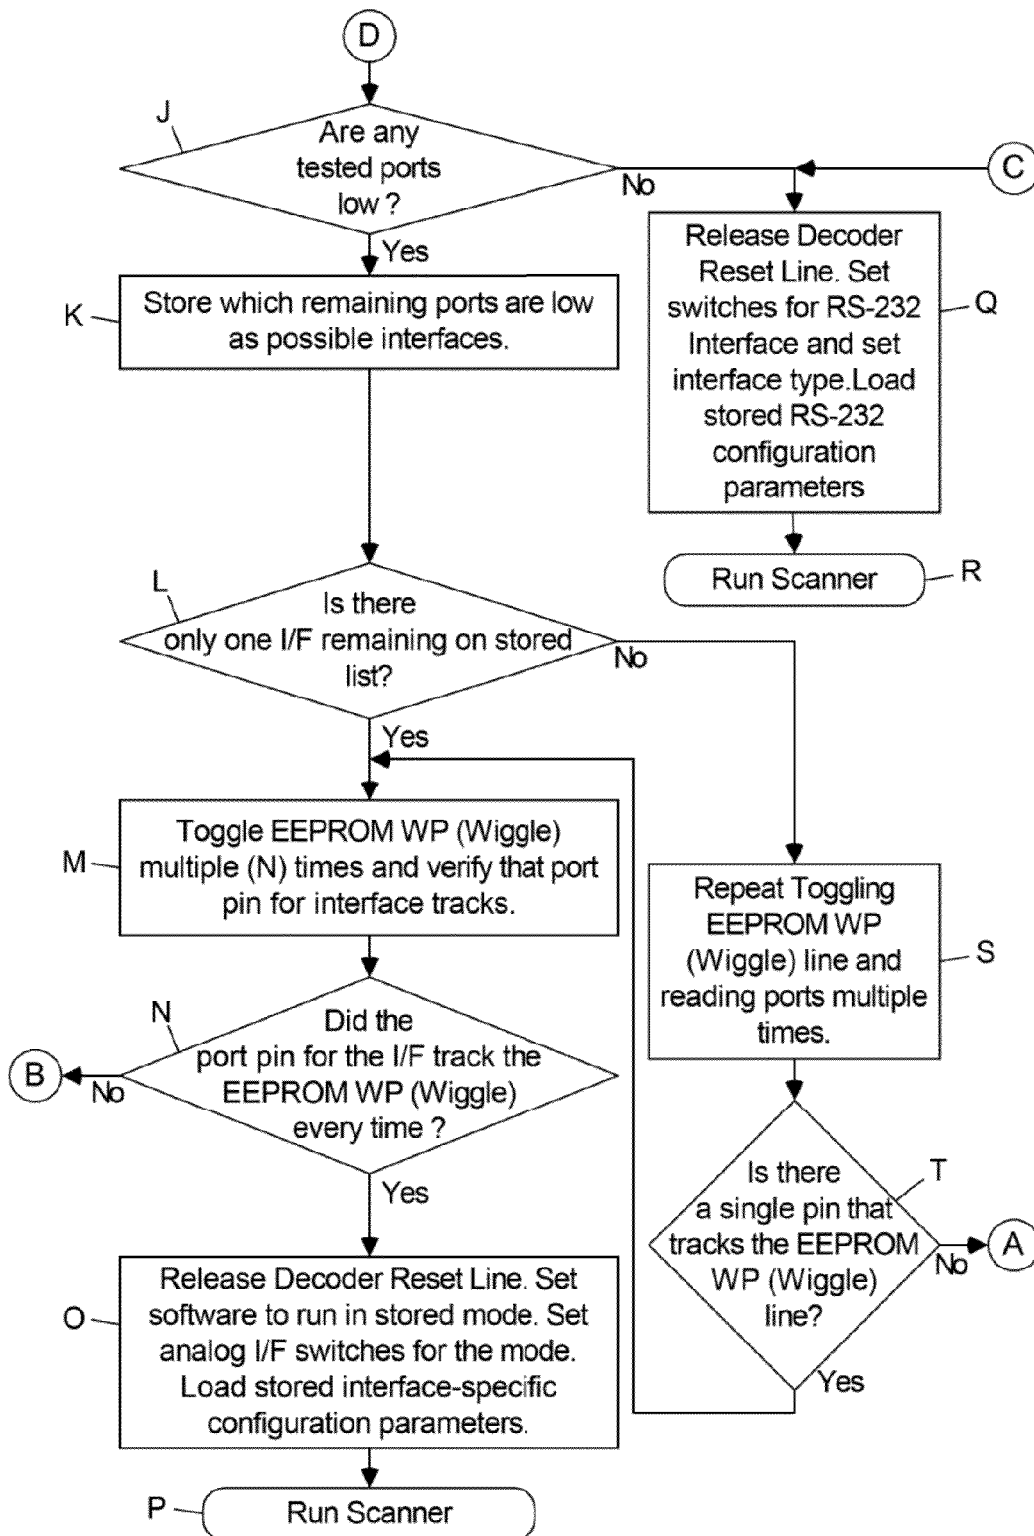 D
J
Are any
tested ports
low ?
No
C
Yes
K
Store which remaining ports are low
as possible interfaces.
Release Decoder
Reset Line. Set
switches for RS-232
Interface and set
interface type.Load
stored RS-232
configuration
parameters
Q
Run Scanner
R
L
Is there
only one I/F remaining on stored
list?
No
Yes
M
Toggle EEPROM WP (Wiggle)
multiple (N) times and verify that port
pin for interface tracks.
Repeat Toggling
EEPROM WP
(Wiggle) line and
reading ports multiple
times.
S
N
Did the
port pin for the I/F track the
EEPROM WP (Wiggle)
every time ?
B
No
Yes
Is there
a single pin that
tracks the EEPROM
WP (Wiggle)
line?
T
No
A
Yes
O
Release Decoder Reset Line. Set
software to run in stored mode. Set
analog I/F switches for the mode.
Load stored interface-specific
configuration parameters.
P
Run Scanner